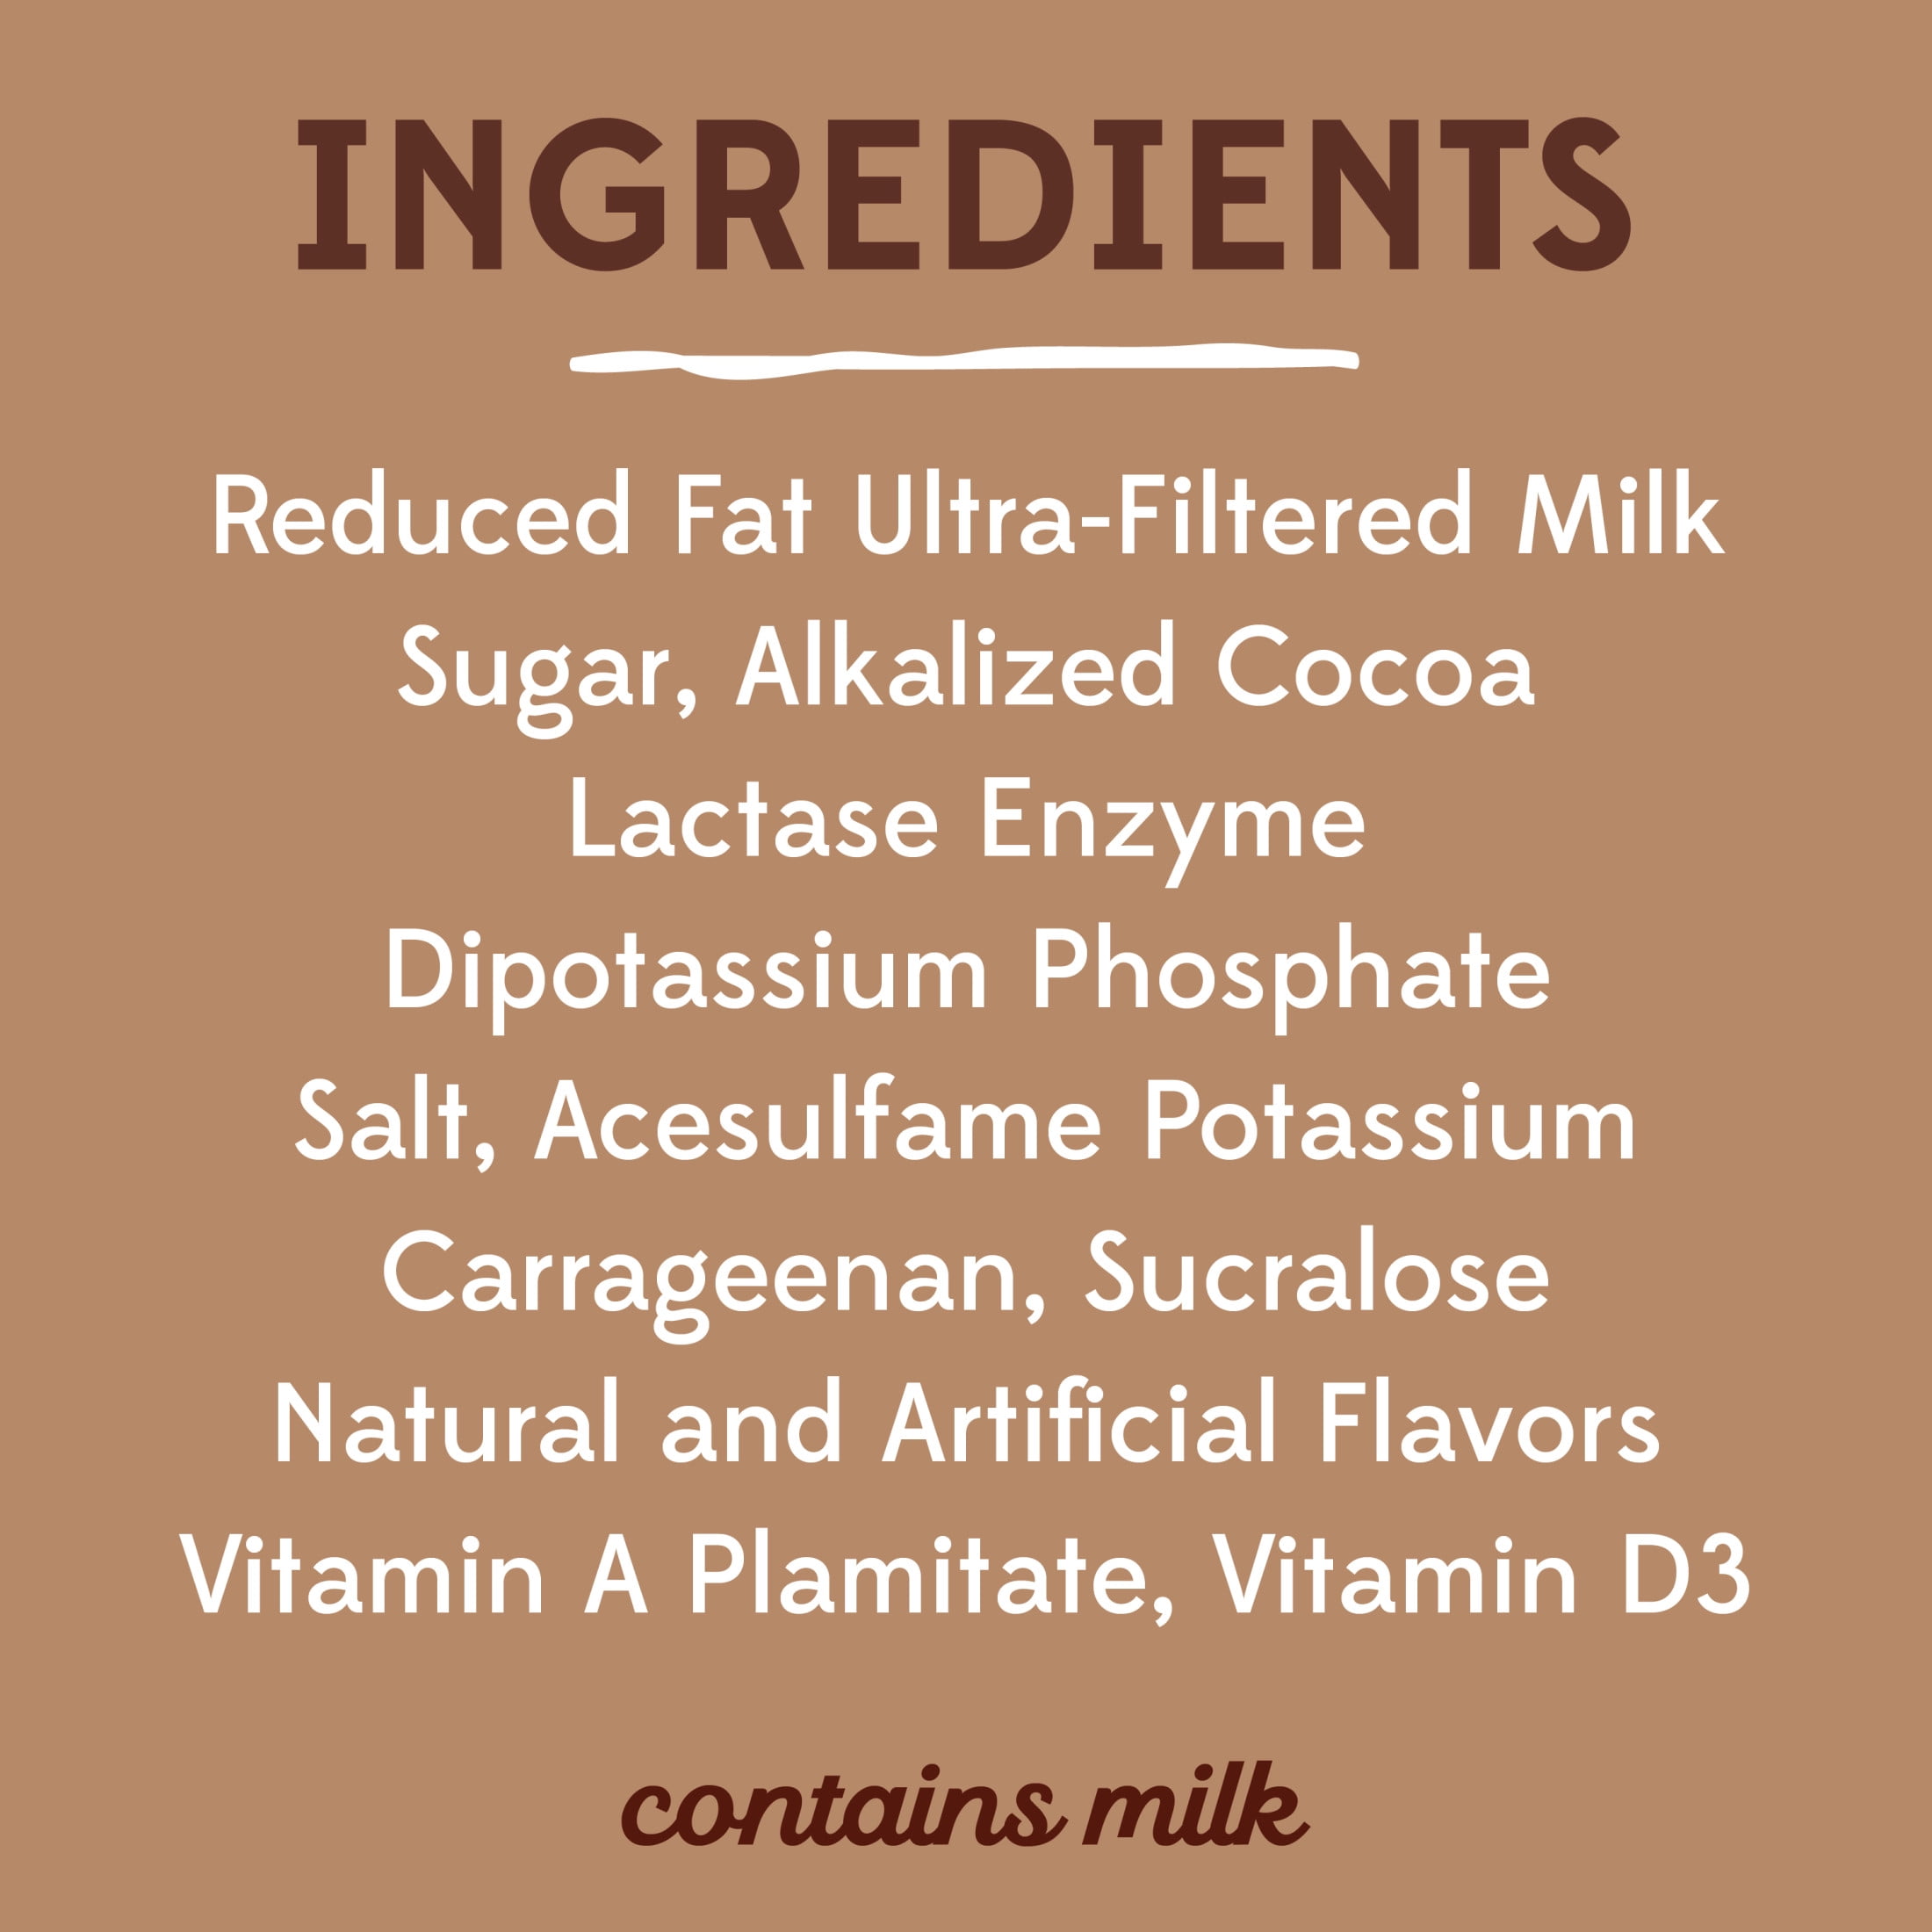 INGREDIENTS
Reduced Fat Ultra-Filtered Milk
Sugar, Alkalized Cocoa
Lactase Enzyme
Dipotassium Phosphate
Salt, Acesulfame Potassium
Carrageenan, Sucralose
Natural and Artificial Flavors
Vitamin A Plamitate, Vitamin D3
contains milk